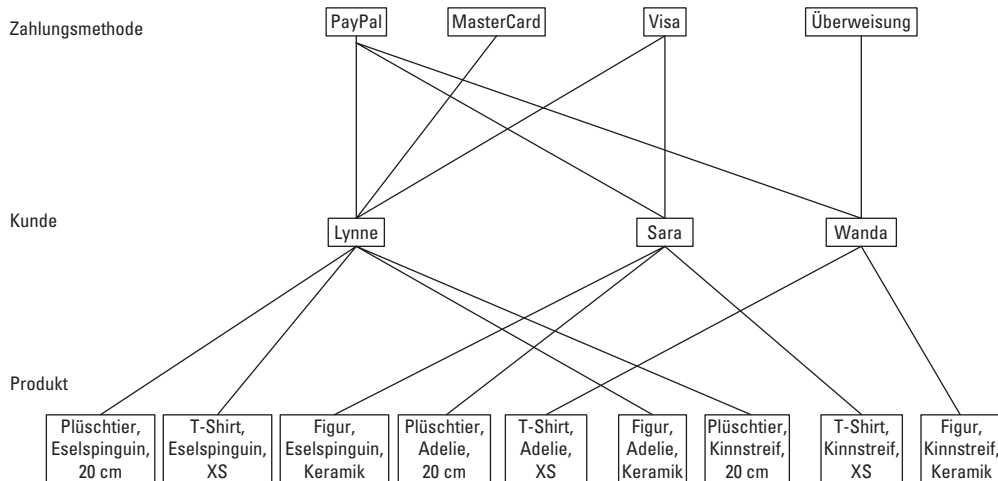 Zahlungsmethode
PayPal
MasterCard
Visa
Überweisung
Kunde
Lynne
Sara
Wanda
Produkt
Plüschtier,
Eselspinguin,
20 cm
T-Shirt,
Eselspinguin,
XS
Figur,
Eselspinguin,
Keramik
Plüschtier,
Adelie,
20 cm
T-Shirt,
Adelie,
XS
Figur,
Adelie,
Keramik
Plüschtier,
Kinnstreif,
20 cm
T-Shirt,
Kinnstreif,
XS
Figur,
Kinnstreif,
Keramik